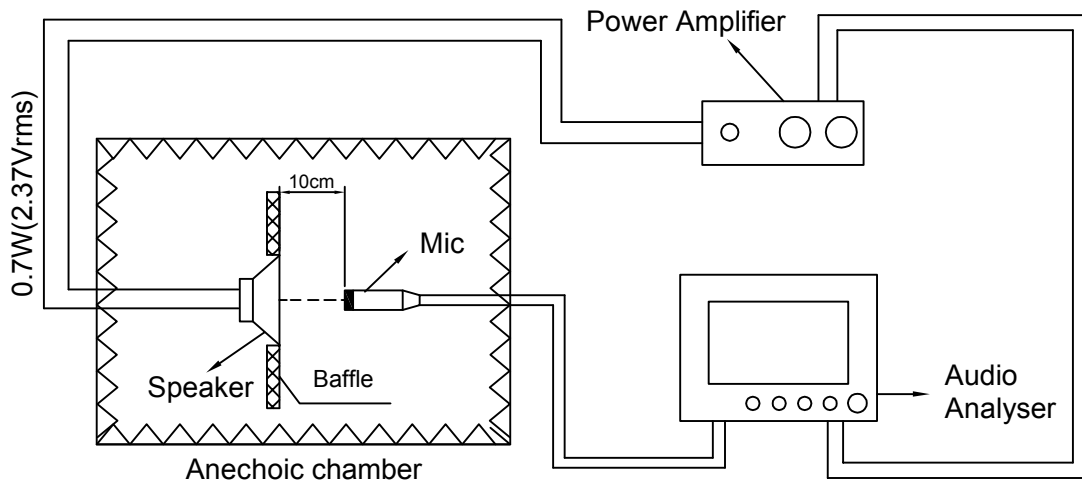 Power Amplifier
0.7W(2.37Vrms)
10cm
Mic
Speaker
Baffle
Audio
Analyser
Anechoic chamber